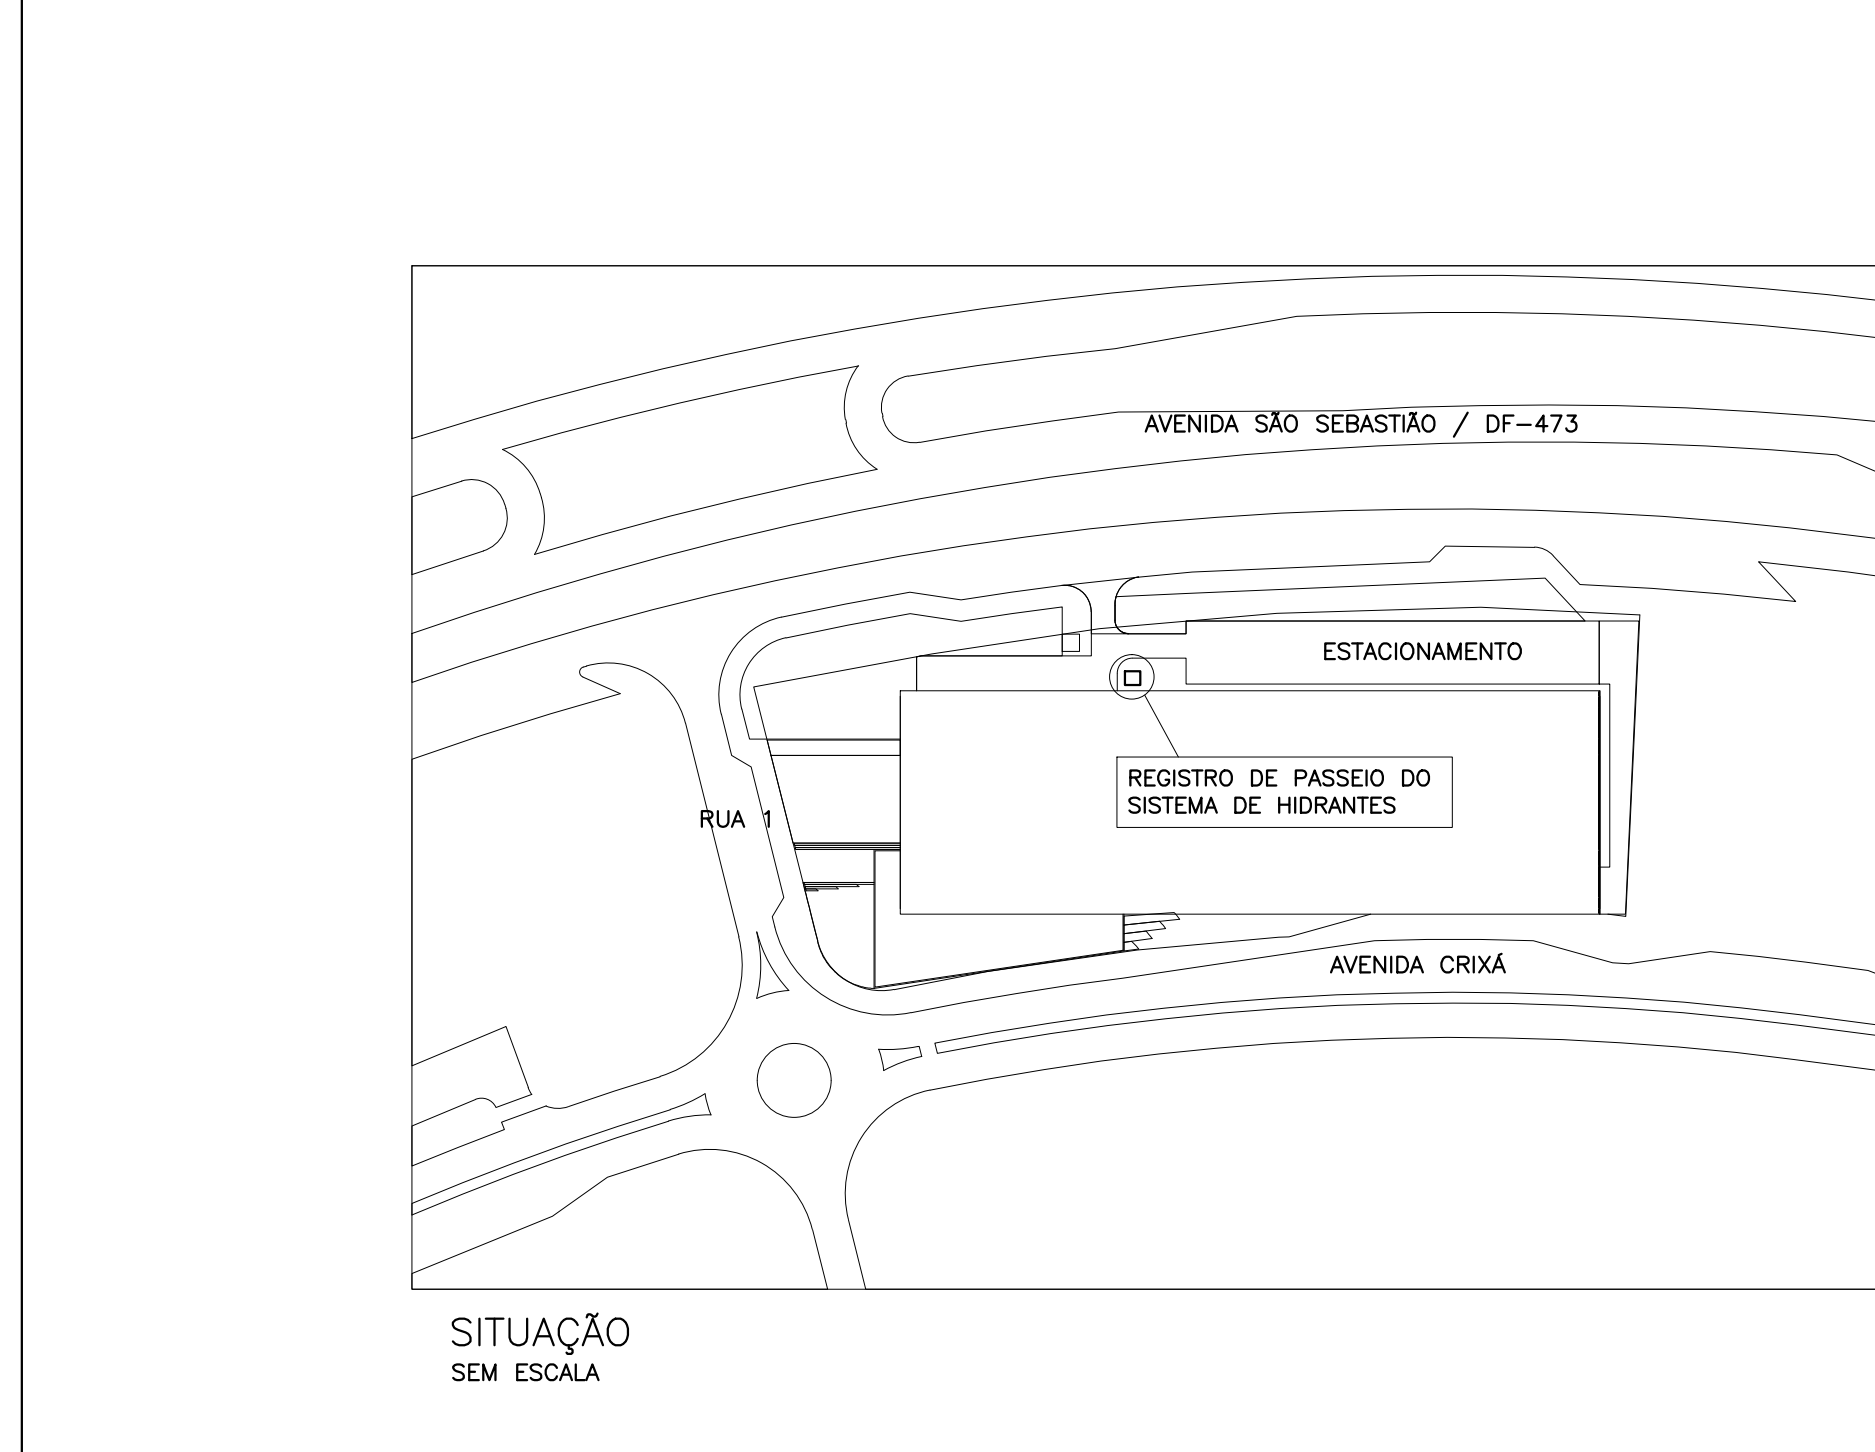 AVENIDA SÃO SEBASTIÃO / DF-473
ESTACIONAMENTO
REGISTRO DE PASSEIO DO
SISTEMA DE HIDRANTES
RUA 1
AVENIDA CRIXÁ
SITUAÇÃO
SEM ESCALA